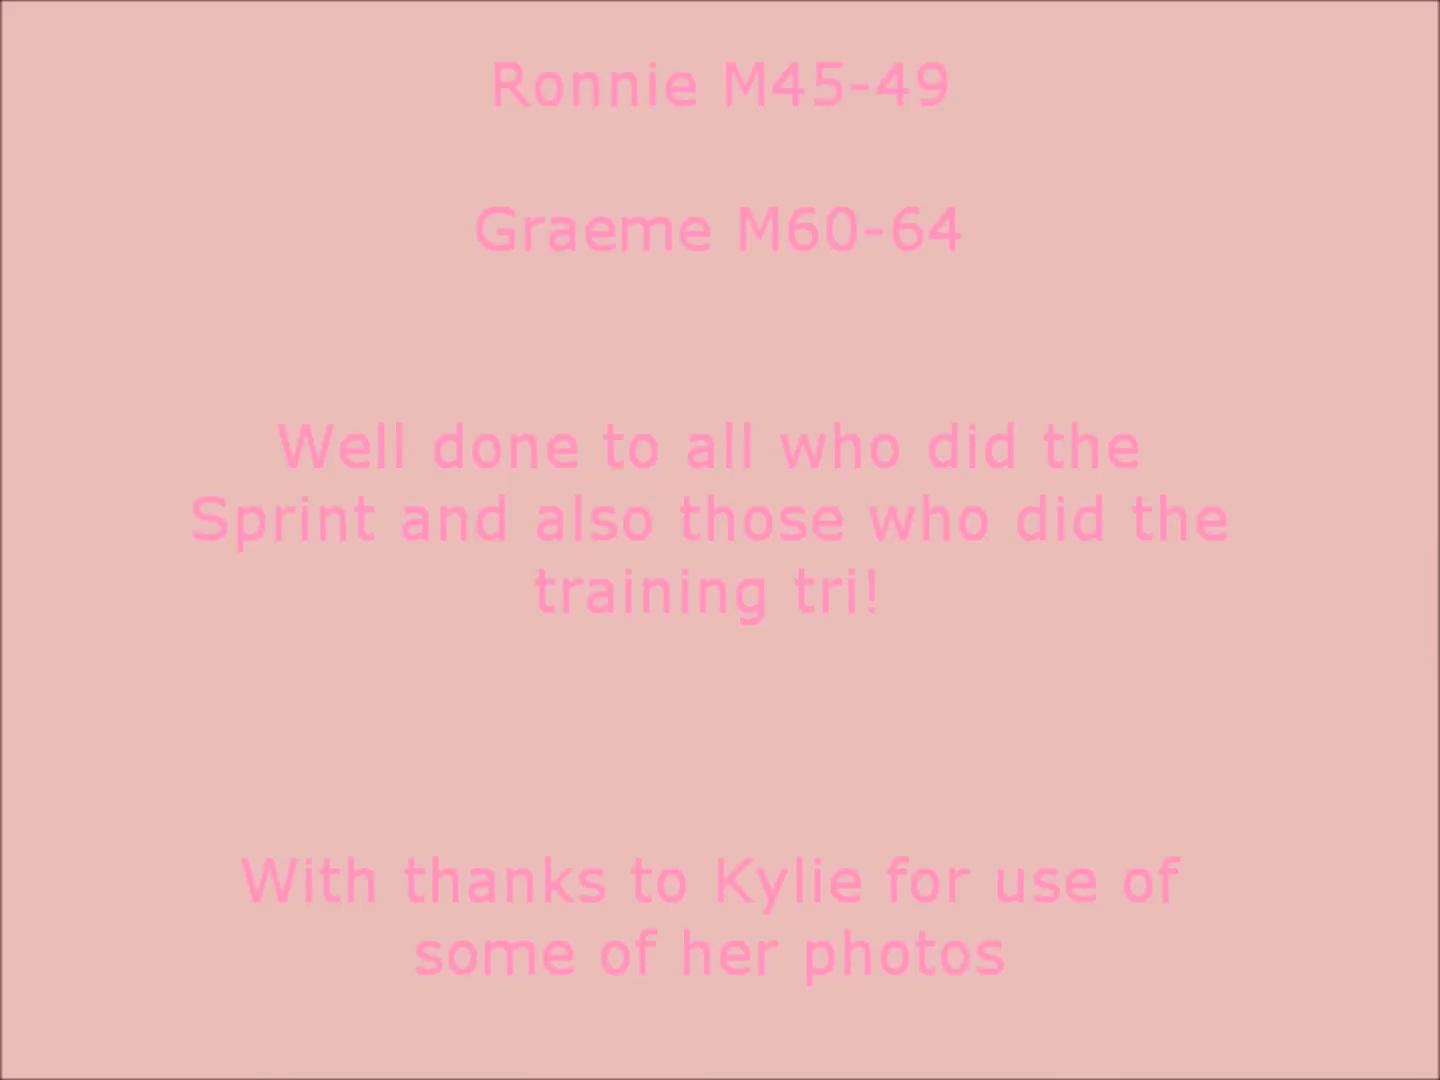 Ronnie M45-49
Graeme M60-64
Well done to all who did the
Sprint and also those who did the
training tri!
With thanks to Kylie for use of
some of her photos